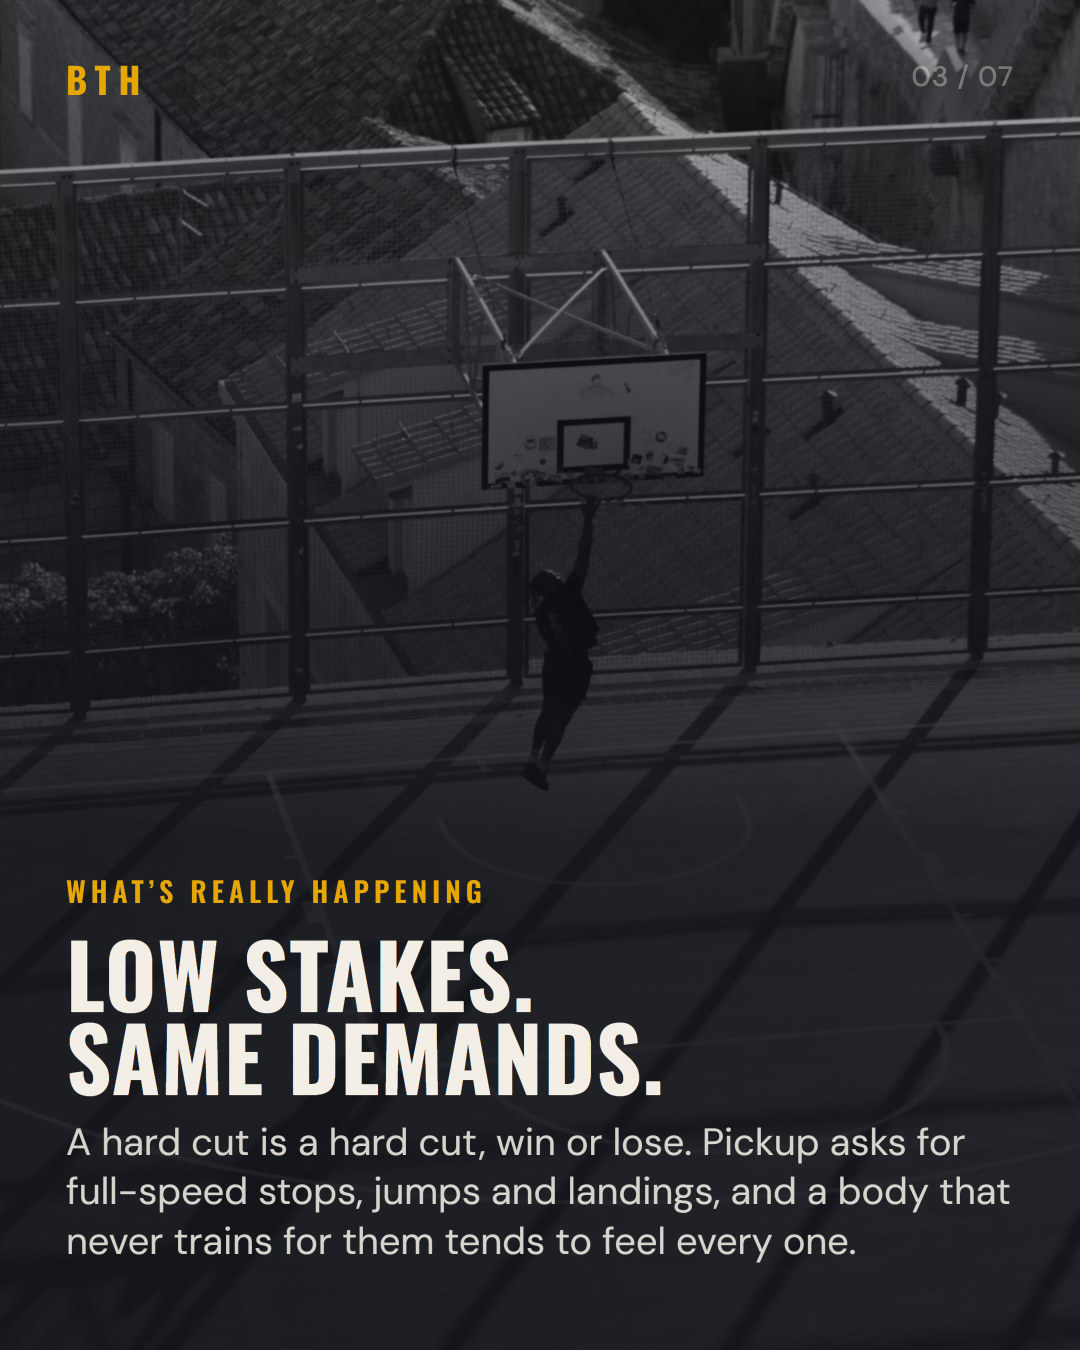 BTH
03 / 07
WHAT’S REALLY HAPPENING
LOW STAKES.
SAME DEMANDS.
A hard cut is a hard cut, win or lose. Pickup asks for
full-speed stops, jumps and landings, and a body that
never trains for them tends to feel every one.